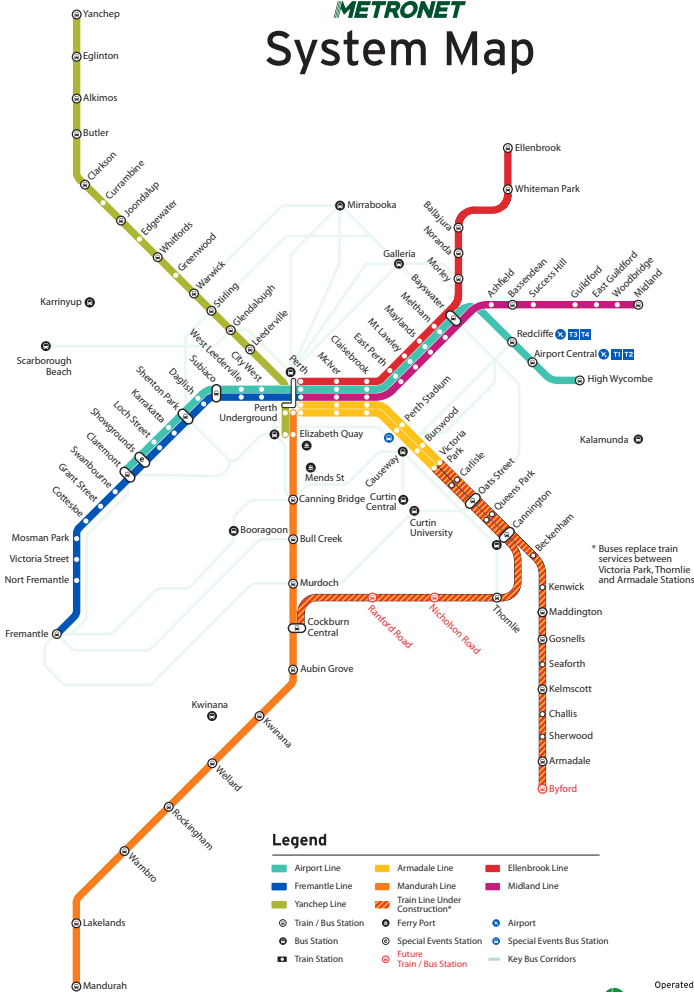 METRONET
System Map
Yanchep
Eglinton
Alkimos
Butler
Clarkson
Currambine
Joondalup
Edgewater
Whitfords
Greenwood
Warwick
Stirling
Glendalough
Leederville
Ellenbrook
Whiteman Park
Ballajura
Noranda
Morley
Mirrabooka
Galleria
Karrinyup
Scarborough
Beach
Bayswater
Meltham
Maylands
Mt Lawley
East Perth
Claisebrook
McIver
Perth
Ashfield
Bassendean
Success Hill
Guildford
East Guildford
Woodbridge
Midland
Redcliffe
T3 T4
Airport Central
T1 T2
High Wycombe
City West
West Leederville
Subiaco
Daglish
Shenton Park
Karrakatta
Loch Street
Showgrounds
Claremont
Swanbourne
Grant Street
Cottesloe
Mosman Park
Victoria Street
Nort Fremantle
Fremantle
Perth
Underground
Elizabeth Quay
Mends St
Canning Bridge
Booragoon
Bull Creek
Murdoch
Cockburn
Central
Aubin Grove
Kwinana
Kwinana
Wellard
Rockingham
Warnbro
Lakelands
Mandurah
Perth Stadium
Burswood
Victoria
Park
Carlisle
Oats Street
Queens Park
Cannington
Beckenham
Causeway
Curtin
Central
Curtin
University
Kalamunda
* Buses replace train
services between
Victoria Park, Thornlie
and Armadale Stations
Ranford Road
Nicholson Road
Thornlie
Kenwick
Maddington
Gosnells
Seaforth
Kelmscott
Challis
Sherwood
Armadale
Byford
Legend
Airport Line
Armadale Line
Ellenbrook Line
Fremantle Line
Mandurah Line
Midland Line
Yanchep Line
Train Line Under
Construction*
Train / Bus Station
Ferry Port
Airport
Bus Station
Special Events Station
Special Events Bus Station
Train Station
Future
Train / Bus Station
Key Bus Corridors
Operated